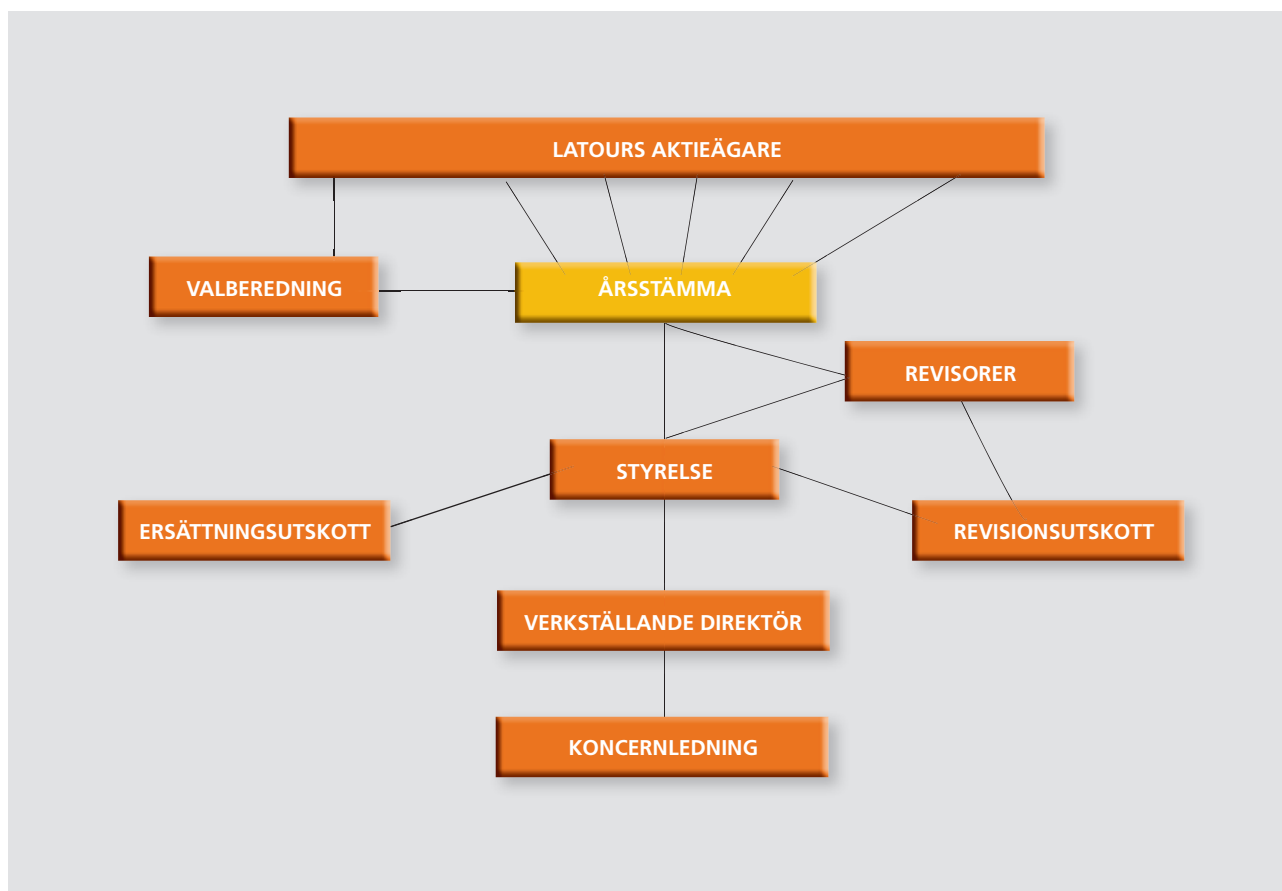 LATOURS AKTIEÄGARE
VALBEREDNING
ÅRSSTÄMMA
REVISORER
STYRELSE
ERSÄTTNINGSUTSKOTT
REVISIONSUTSKOTT
VERKSTÄLLANDE DIREKTÖR
KONCERNLEDNING